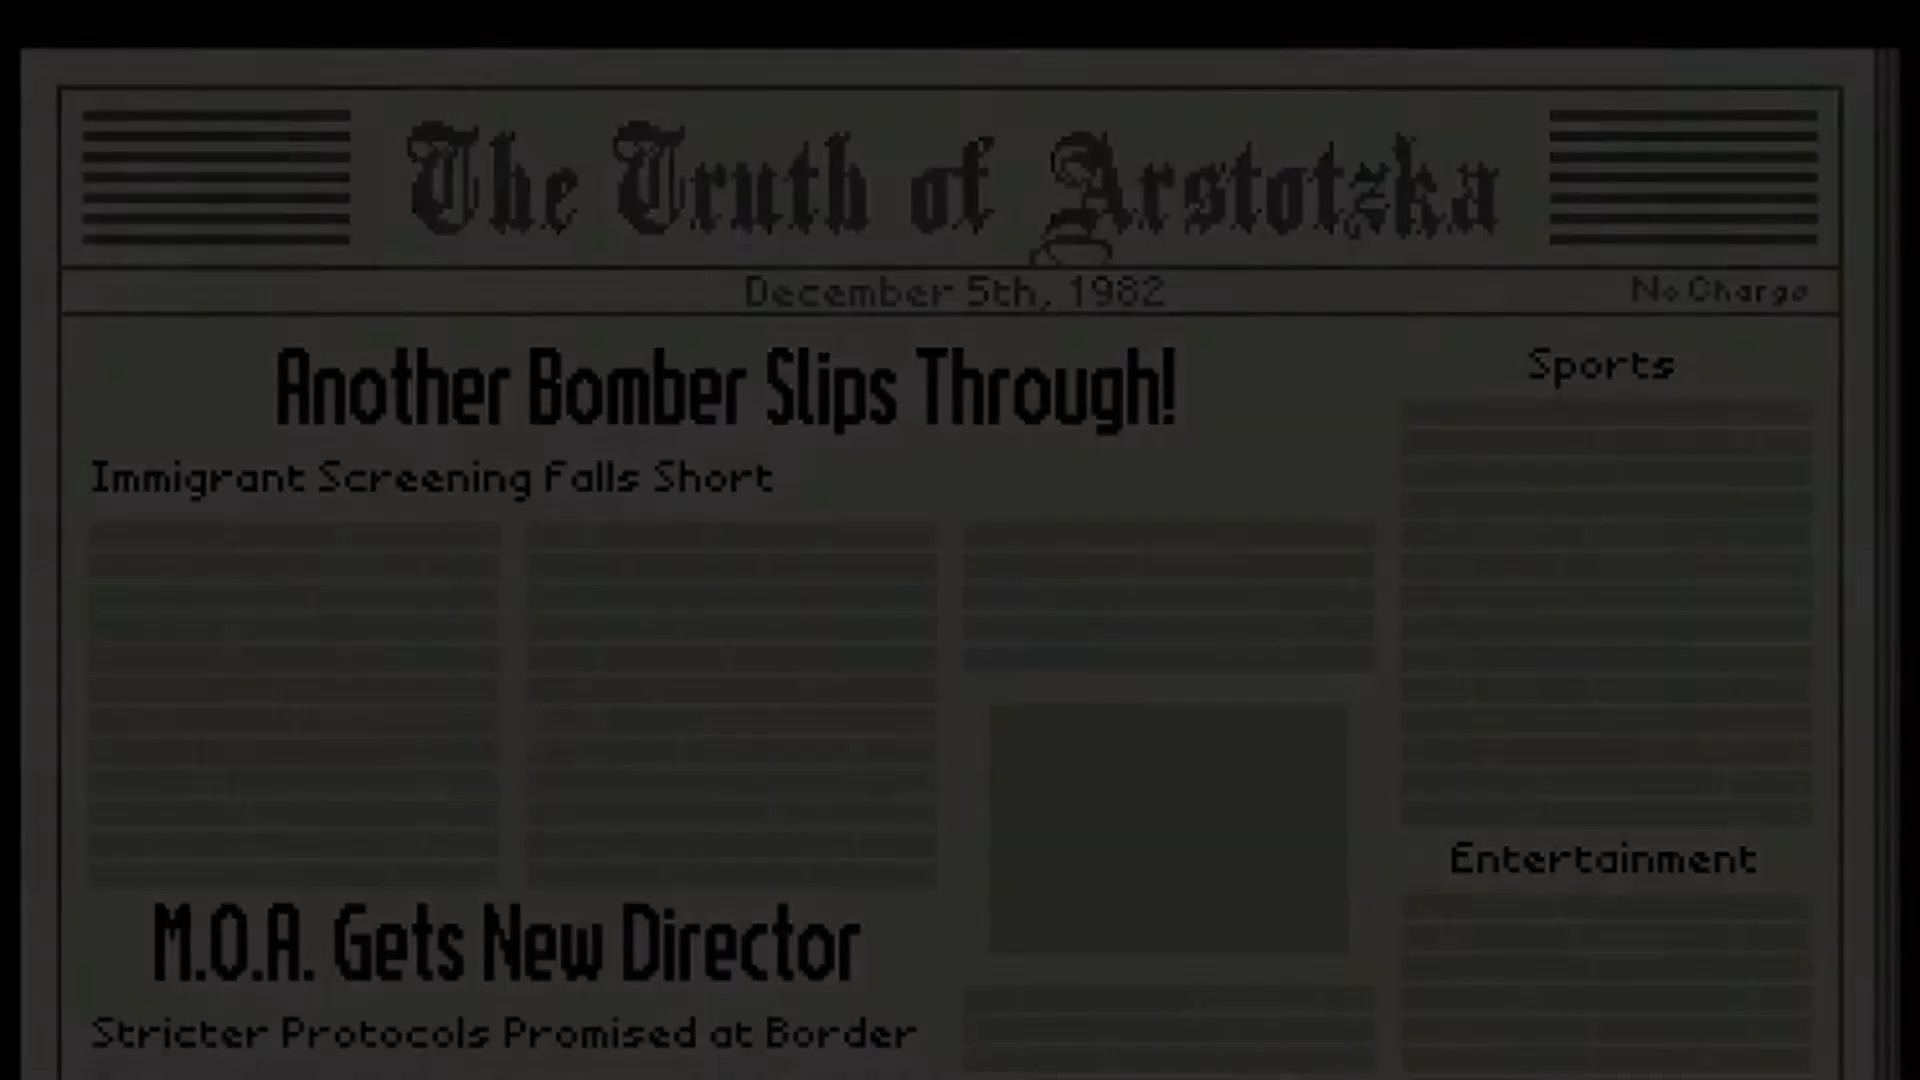 The Truth of Arstotzka
December 5th, 1982
No Charge
Another Bomber Slips Through!
Immigrant Screening Falls Short
Sports
Entertainment
M.O.A. Gets New Director
Stricter Protocols Promised at Border